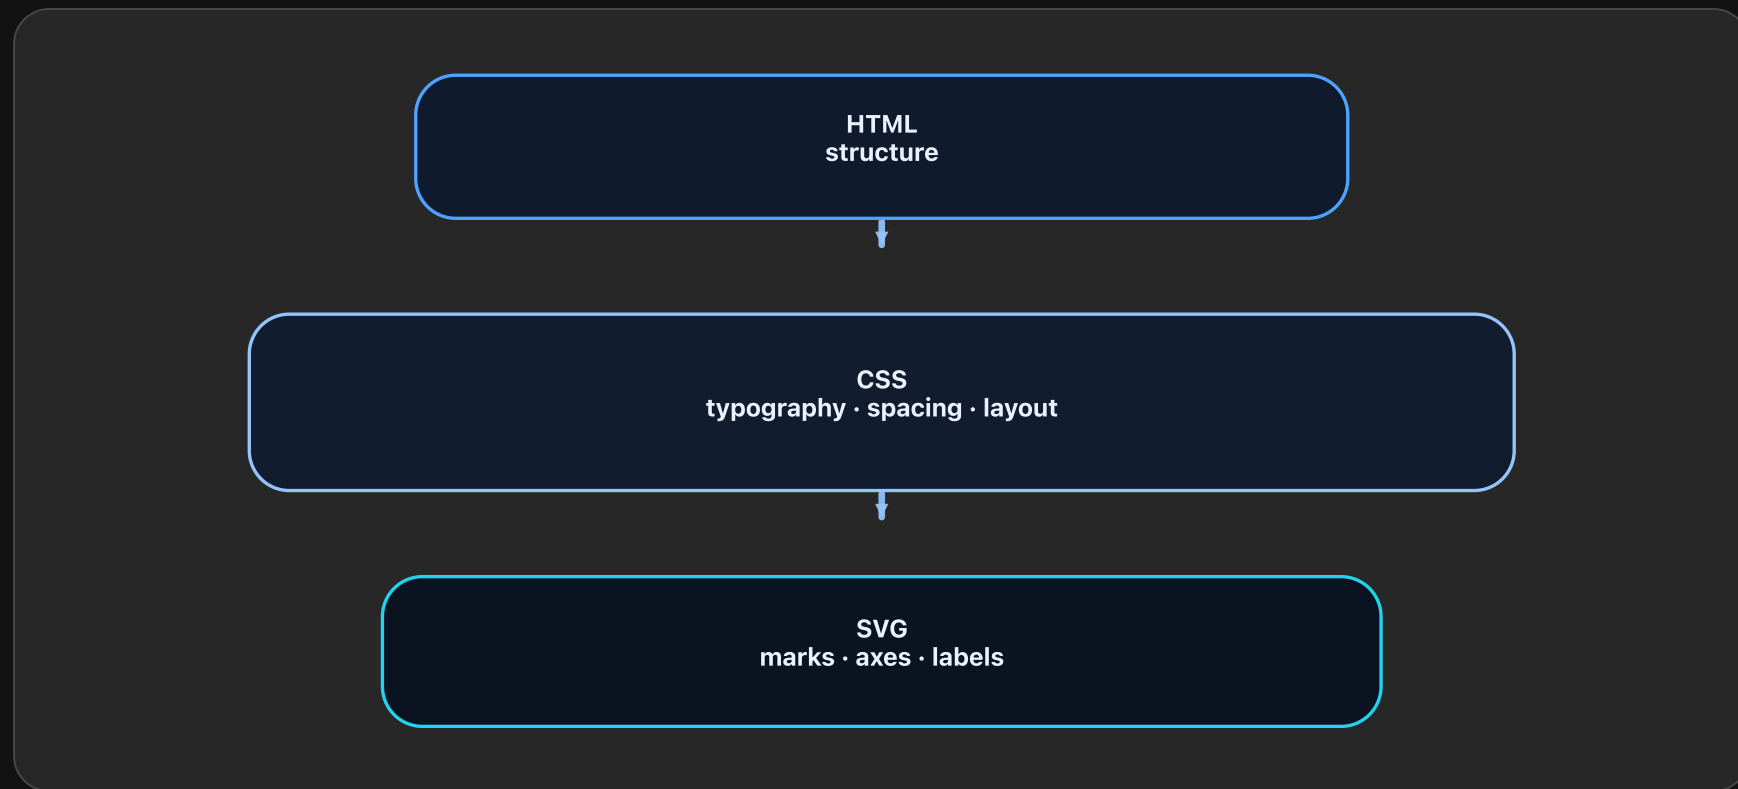 HTML
structure
CSS
typography · spacing · layout
SVG
marks · axes · labels